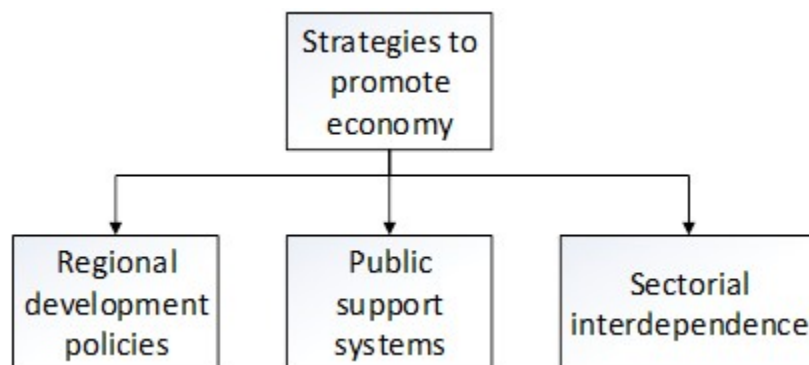 Strategies to
promote
economy
Regional
development
policies
Public
support
systems
Sectorial
interdependence